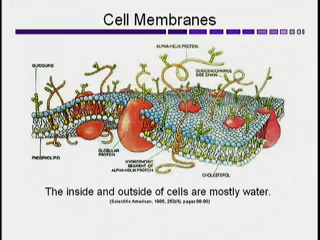 Cell Membranes
ALPHA-HELIX PROTEIN
GLYCOLIPID
OLIGOSACCHARIDE
SIDE CHAIN
PHOSPHOLIPID
GLOBULAR
PROTEIN
HYDROPHOBIC
SEGMENT OF
ALPHA-HELIX PROTEIN
CHOLESTEROL
The inside and outside of cells are mostly water.
(Scientific American, 1985, 253(4), pages 86-90)